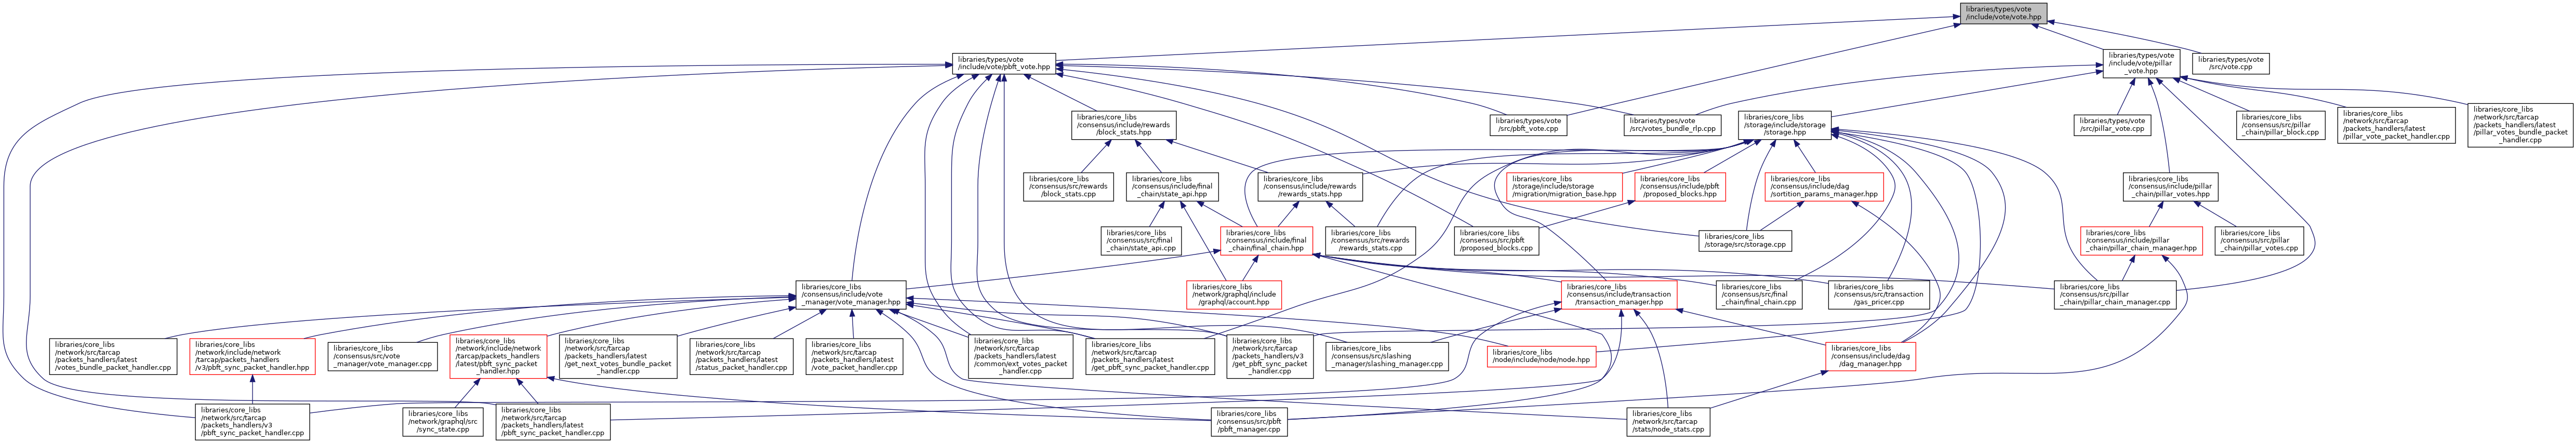 libraries/types/vote
/include/vote/vote.hpp
libraries/types/vote
/include/vote/pbft_vote.hpp
libraries/types/vote
/include/vote/pillar
_vote.hpp
libraries/types/vote
/src/vote.cpp
libraries/core_libs
/consensus/include/rewards
/block_stats.hpp
libraries/types/vote
/src/pbft_vote.cpp
libraries/types/vote
/src/votes_bundle_rlp.cpp
libraries/core_libs
/storage/include/storage
/storage.hpp
libraries/types/vote
/src/pillar_vote.cpp
libraries/core_libs
/consensus/src/pillar
_chain/pillar_block.cpp
libraries/core_libs
/network/src/tarcap
/packets_handlers/latest
/pillar_vote_packet_handler.cpp
libraries/core_libs
/network/src/tarcap
/packets_handlers/latest
/pillar_votes_bundle_packet
_handler.cpp
libraries/core_libs
/consensus/src/rewards
/block_stats.cpp
libraries/core_libs
/consensus/include/final
_chain/state_api.hpp
libraries/core_libs
/consensus/include/rewards
/rewards_stats.hpp
libraries/core_libs
/storage/include/storage
/migration/migration_base.hpp
libraries/core_libs
/consensus/include/pbft
/proposed_blocks.hpp
libraries/core_libs
/consensus/include/dag
/sortition_params_manager.hpp
libraries/core_libs
/consensus/include/pillar
_chain/pillar_votes.hpp
libraries/core_libs
/consensus/src/final
_chain/state_api.cpp
libraries/core_libs
/consensus/include/final
_chain/final_chain.hpp
libraries/core_libs
/consensus/src/rewards
/rewards_stats.cpp
libraries/core_libs
/consensus/src/pbft
/proposed_blocks.cpp
libraries/core_libs
/storage/src/storage.cpp
libraries/core_libs
/consensus/include/pillar
_chain/pillar_chain_manager.hpp
libraries/core_libs
/consensus/src/pillar
_chain/pillar_votes.cpp
libraries/core_libs
/consensus/include/vote
_manager/vote_manager.hpp
libraries/core_libs
/network/graphql/include
/graphql/account.hpp
libraries/core_libs
/consensus/include/transaction
/transaction_manager.hpp
libraries/core_libs
/consensus/src/final
_chain/final_chain.cpp
libraries/core_libs
/consensus/src/transaction
/gas_pricer.cpp
libraries/core_libs
/consensus/src/pillar
_chain/pillar_chain_manager.cpp
libraries/core_libs
/network/src/tarcap
/packets_handlers/latest
/votes_bundle_packet_handler.cpp
libraries/core_libs
/network/include/network
/tarcap/packets_handlers
/v3/pbft_sync_packet_handler.hpp
libraries/core_libs
/consensus/src/vote
_manager/vote_manager.cpp
libraries/core_libs
/network/include/network
/tarcap/packets_handlers
/latest/pbft_sync_packet
_handler.hpp
libraries/core_libs
/network/src/tarcap
/packets_handlers/latest
/get_next_votes_bundle_packet
_handler.cpp
libraries/core_libs
/network/src/tarcap
/packets_handlers/latest
/status_packet_handler.cpp
libraries/core_libs
/network/src/tarcap
/packets_handlers/latest
/vote_packet_handler.cpp
libraries/core_libs
/network/src/tarcap
/packets_handlers/latest
/common/ext_votes_packet
_handler.cpp
libraries/core_libs
/network/src/tarcap
/packets_handlers/latest
/get_pbft_sync_packet_handler.cpp
libraries/core_libs
/network/src/tarcap
/packets_handlers/v3
/get_pbft_sync_packet
_handler.cpp
libraries/core_libs
/consensus/src/slashing
_manager/slashing_manager.cpp
libraries/core_libs
/node/include/node/node.hpp
libraries/core_libs
/consensus/include/dag
/dag_manager.hpp
libraries/core_libs
/network/src/tarcap
/packets_handlers/v3
/pbft_sync_packet_handler.cpp
libraries/core_libs
/network/graphql/src
/sync_state.cpp
libraries/core_libs
/network/src/tarcap
/packets_handlers/latest
/pbft_sync_packet_handler.cpp
libraries/core_libs
/consensus/src/pbft
/pbft_manager.cpp
libraries/core_libs
/network/src/tarcap
/stats/node_stats.cpp